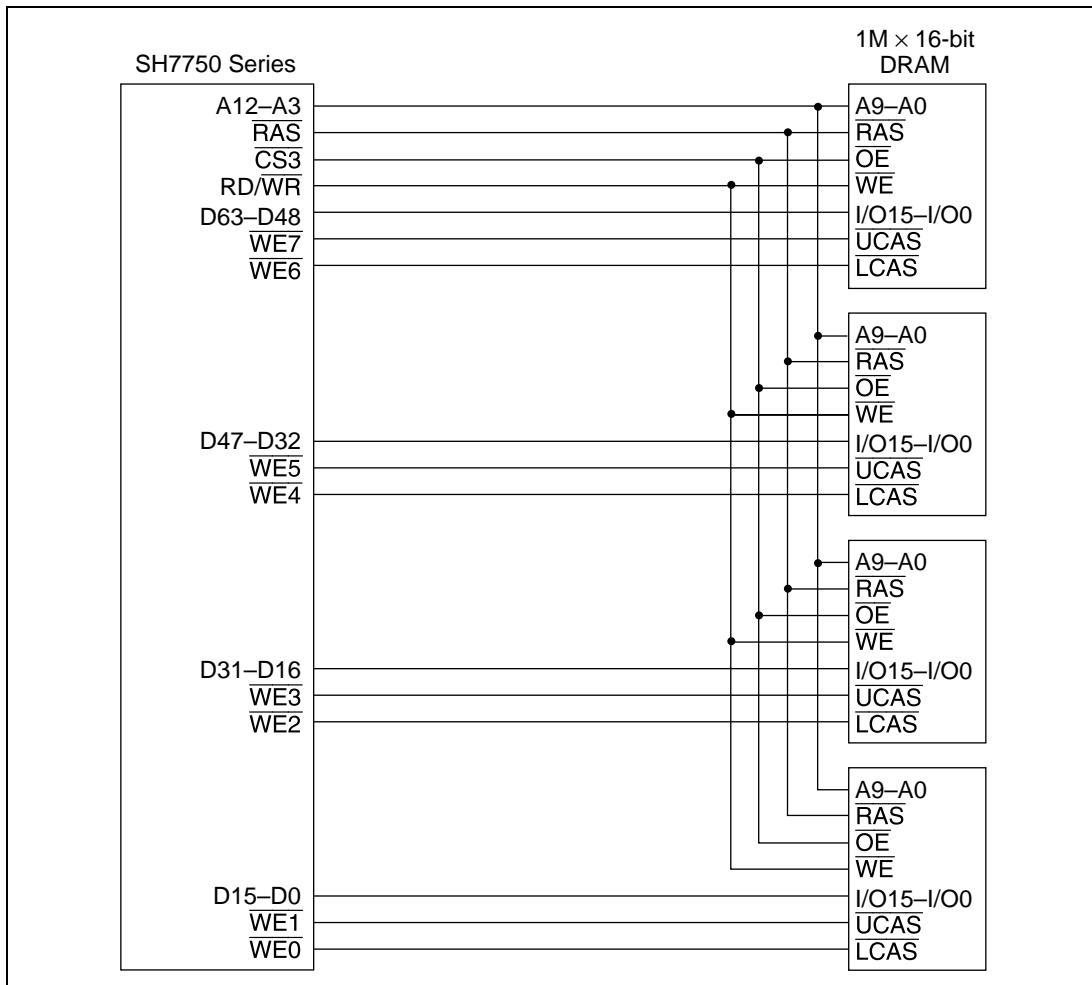 SH7750 Series
A12–A3
RAS
CS3
RD/WR
D63–D48
WE7
WE6
D47–D32
WE5
WE4
D31–D16
WE3
WE2
D15–D0
WE1
WE0
1M × 16-bit
DRAM
A9–A0
RAS
OE
WE
I/O15–I/O0
UCAS
LCAS
A9–A0
RAS
OE
WE
I/O15–I/O0
UCAS
LCAS
A9–A0
RAS
OE
WE
I/O15–I/O0
UCAS
LCAS
A9–A0
RAS
OE
WE
I/O15–I/O0
UCAS
LCAS